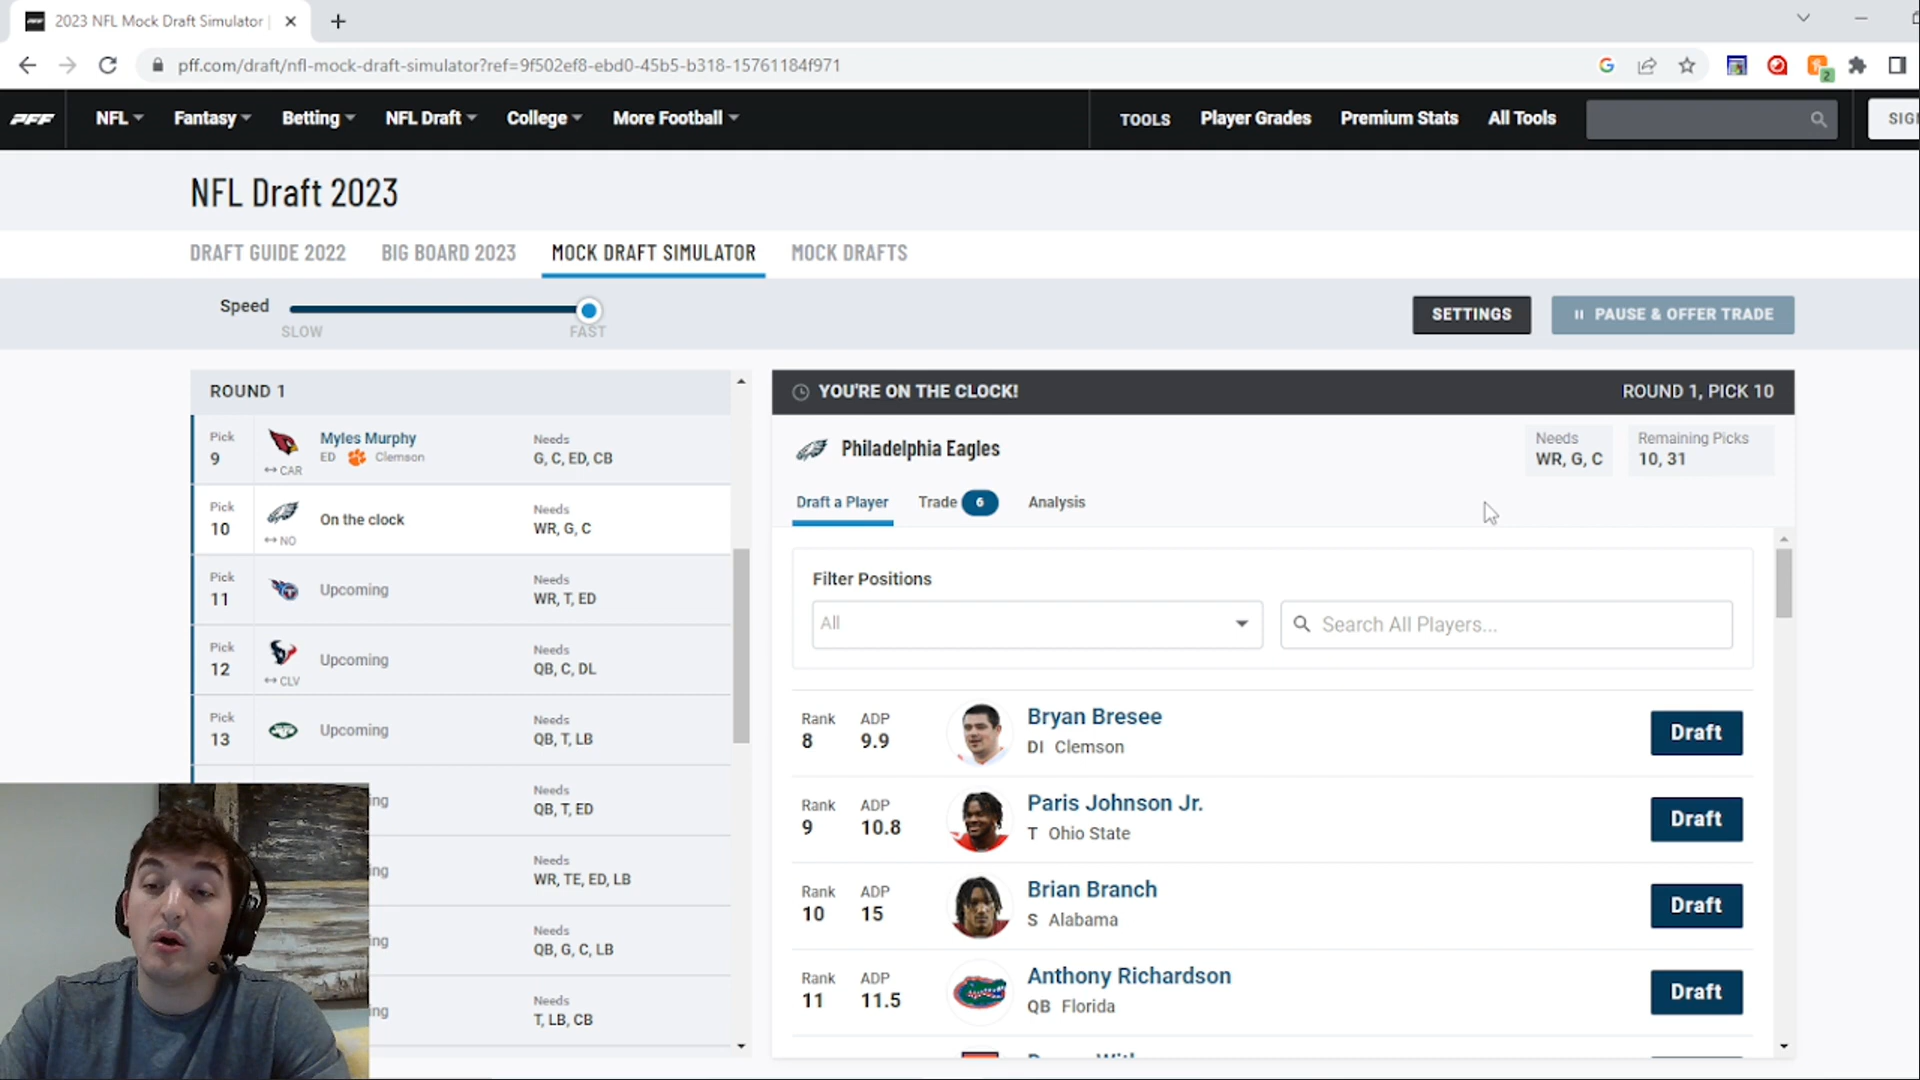 2023 NFL Mock Draft Simulator |
pff.com/draft/nfl-mock-draft-simulator?ref=9f502ef8-ebd0-45b5-b318-15761184f971
2
PFF
NFL
Fantasy
Betting
NFL Draft
College
More Football
TOOLS
Player Grades
Premium Stats
All Tools
NFL Draft 2023
DRAFT GUIDE 2022
BIG BOARD 2023
MOCK DRAFT SIMULATOR
MOCK DRAFTS
Speed
SLOW
FAST
SETTINGS
PAUSE & OFFER TRADE
ROUND 1
Pick
9
↔ CAR
Myles Murphy
ED Clemson
Needs
G, C, ED, CB
Pick
10
↔ NO
On the clock
Needs
WR, G, C
Pick
11
Upcoming
Needs
WR, T, ED
Pick
12
↔ CLV
Upcoming
Needs
QB, C, DL
Pick
13
Upcoming
Needs
QB, T, LB
ing
Needs
QB, T, ED
ing
Needs
WR, TE, ED, LB
ing
Needs
QB, G, C, LB
ing
Needs
T, LB, CB
YOU'RE ON THE CLOCK!
ROUND 1, PICK 10
Philadelphia Eagles
Needs
WR, G, C
Remaining Picks
10, 31
Draft a Player
Trade 6
Analysis
Filter Positions
All
Search All Players...
Rank
8
ADP
9.9
Bryan Bresee
DI Clemson
Draft
Rank
9
ADP
10.8
Paris Johnson Jr.
T Ohio State
Draft
Rank
10
ADP
15
Brian Branch
S Alabama
Draft
Rank
11
ADP
11.5
Anthony Richardson
QB Florida
Draft